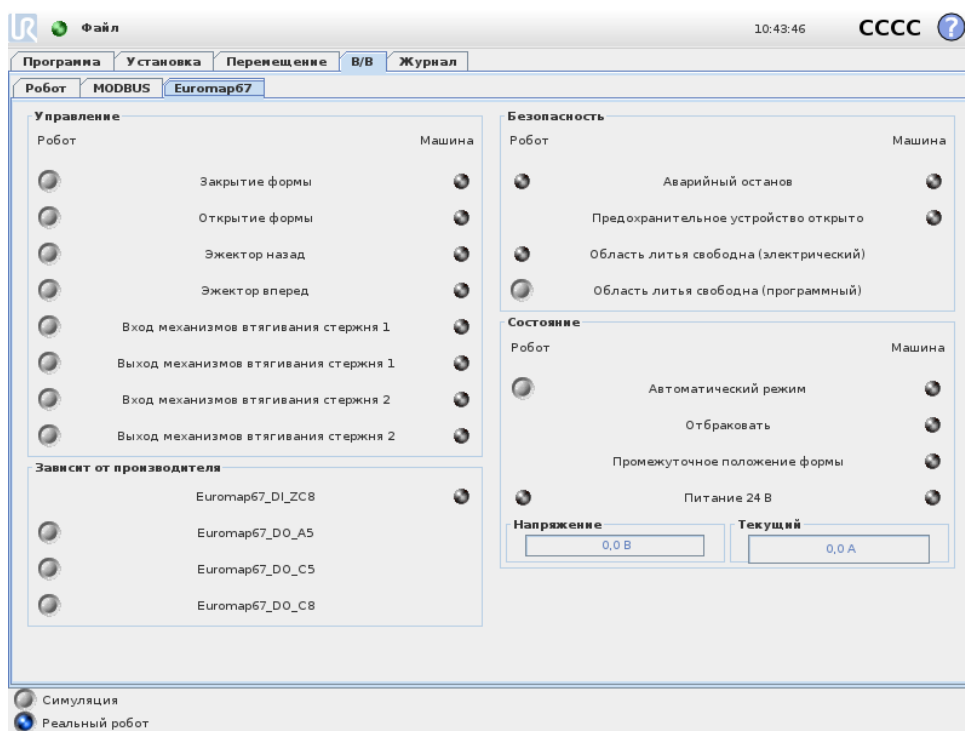 UR Файл 10:43:46 CCCC ?
Программа Установка Перемещение В/В Журнал
Робот MODBUS Euromap67
Управление
Робот Машина
Закрытие формы
Открытие формы
Эжектор назад
Эжектор вперед
Вход механизмов втягивания стержня 1
Выход механизмов втягивания стержня 1
Вход механизмов втягивания стержня 2
Выход механизмов втягивания стержня 2
Зависит от производителя
Euromap67_DI_ZC8
Euromap67_DO_A5
Euromap67_DO_C5
Euromap67_DO_C8
Безопасность
Робот Машина
Аварийный останов
Предохранительное устройство открыто
Область литья свободна (электрический)
Область литья свободна (программный)
Состояние
Робот Машина
Автоматический режим
Отбраковать
Промежуточное положение формы
Питание 24 В
Напряжение Текущий
0,0 В 0,0 А
Симуляция
Реальный робот